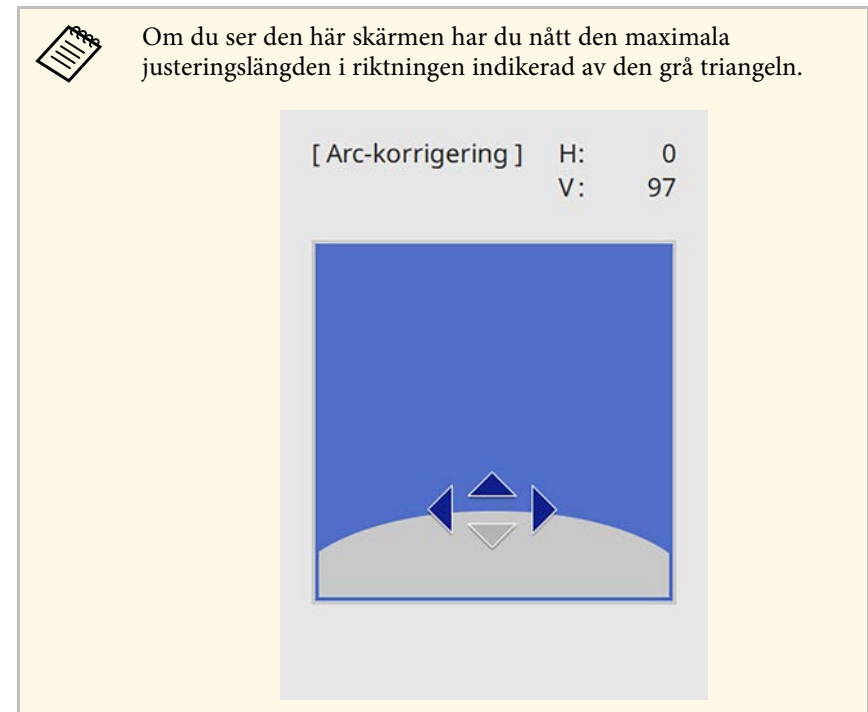 Om du ser den här skärmen har du nått den maximala
justeringslängden i riktningen indikerad av den grå triangeln.
[ Arc-korrigering ] H: 0
V: 97